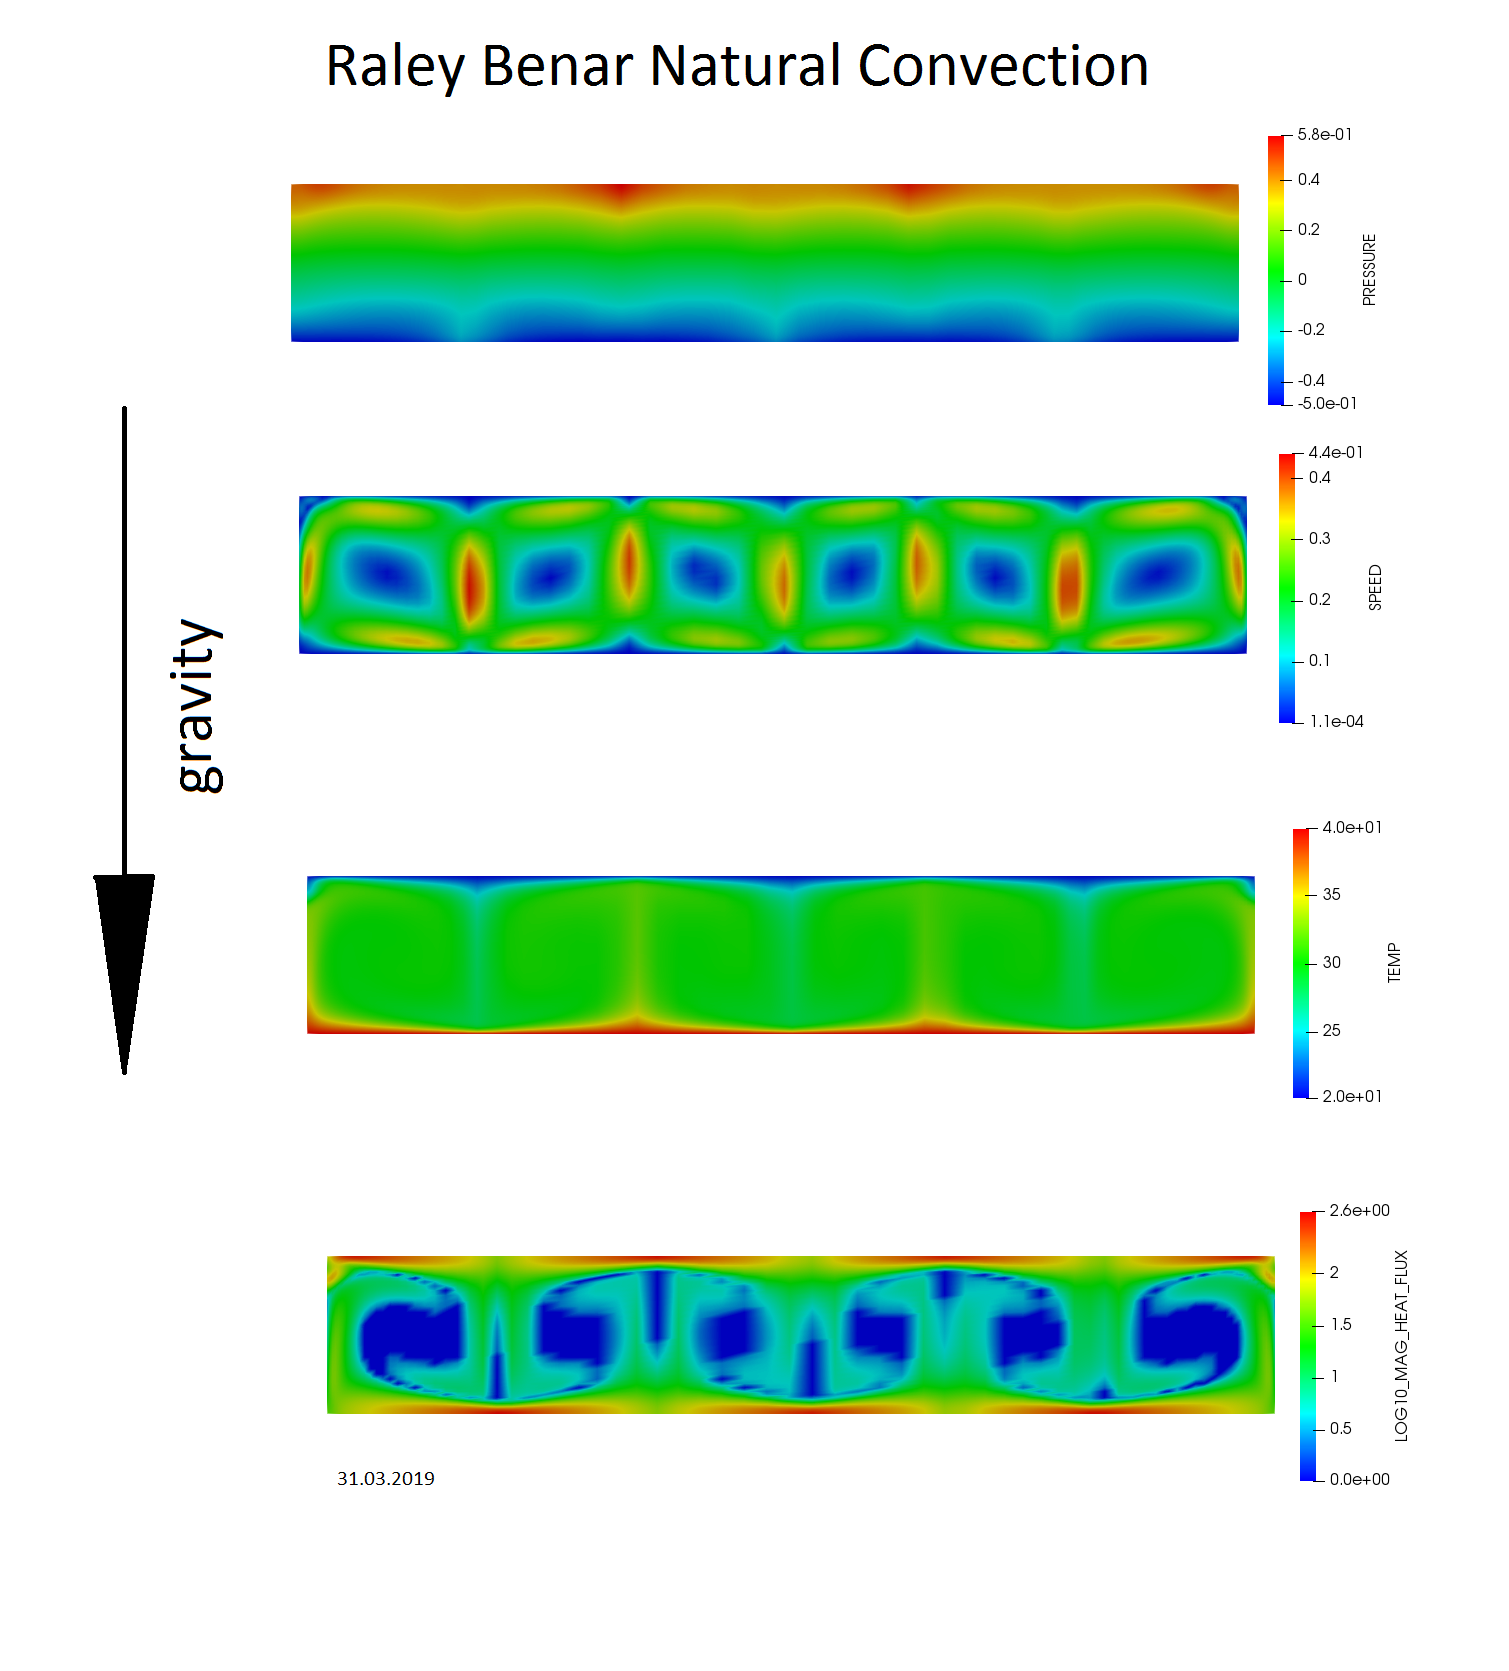 Raley Benar Natural Convection
5.8e-01
0.4
0.2
0
-0.2
-0.4
-5.0e-01
PRESSURE
gravity
4.4e-01
0.4
0.3
0.2
0.1
1.1e-04
SPEED
4.0e+01
35
30
25
2.0e+01
TEMP
2.6e+00
2
1.5
1
0.5
0.0e+00
LOG10_MAG_HEAT_FLUX
31.03.2019